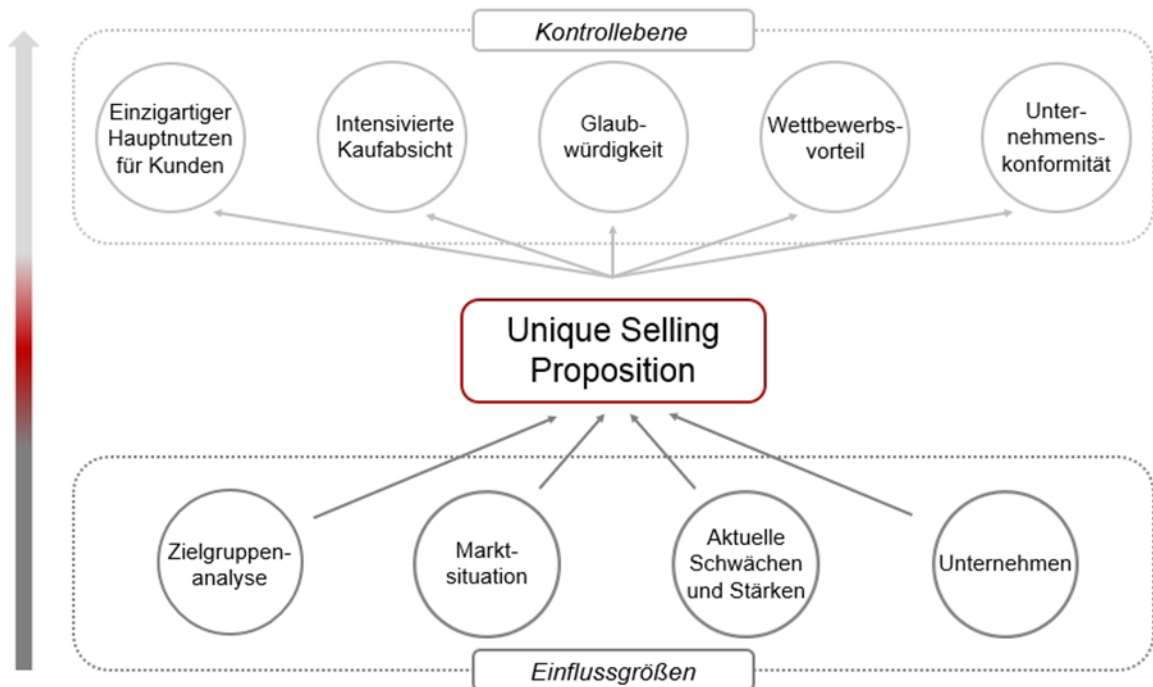 Kontrollebene
Einzigartiger
Hauptnutzen
für Kunden
Intensivierte
Kaufabsicht
Glaub-
würdigkeit
Wettbewerbs-
vorteil
Unter-
nehmens-
konformität
Unique Selling
Proposition
Zielgruppen-
analyse
Markt-
situation
Aktuelle
Schwächen
und Stärken
Unternehmen
Einflussgrößen